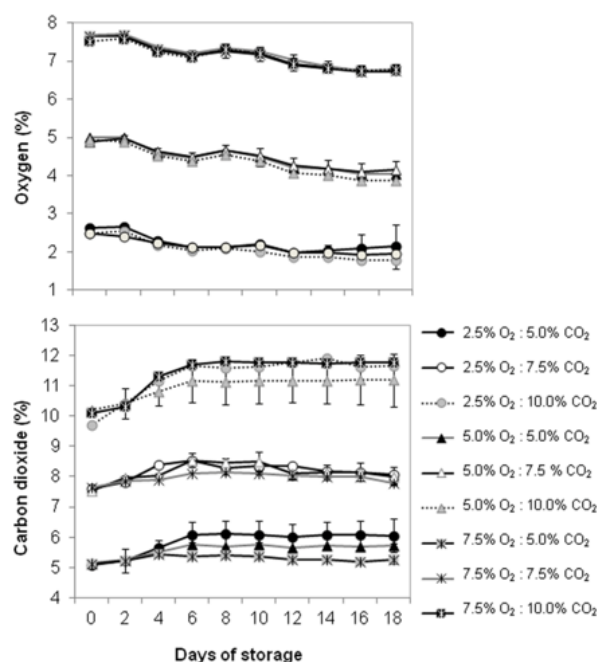 8
7
6
5
4
3
2
1
Oxygen (%)
13
12
11
10
9
8
7
6
5
4
Carbon dioxide (%)
0 2 4 6 8 10 12 14 16 18
Days of storage
2.5% O₂ : 5.0% CO₂
2.5% O₂ : 7.5% CO₂
2.5% O₂ : 10.0% CO₂
5.0% O₂ : 5.0% CO₂
5.0% O₂ : 7.5 % CO₂
5.0% O₂ : 10.0% CO₂
7.5% O₂ : 5.0% CO₂
7.5% O₂ : 7.5% CO₂
7.5% O₂ : 10.0% CO₂